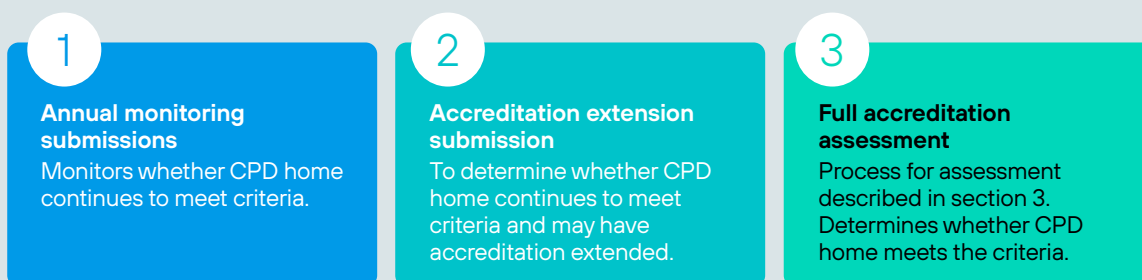 1
Annual monitoring
submissions
Monitors whether CPD home
continues to meet criteria.
2
Accreditation extension
submission
To determine whether CPD
home continues to meet
criteria and may have
accreditation extended.
3
Full accreditation
assessment
Process for assessment
described in section 3.
Determines whether CPD
home meets the criteria.